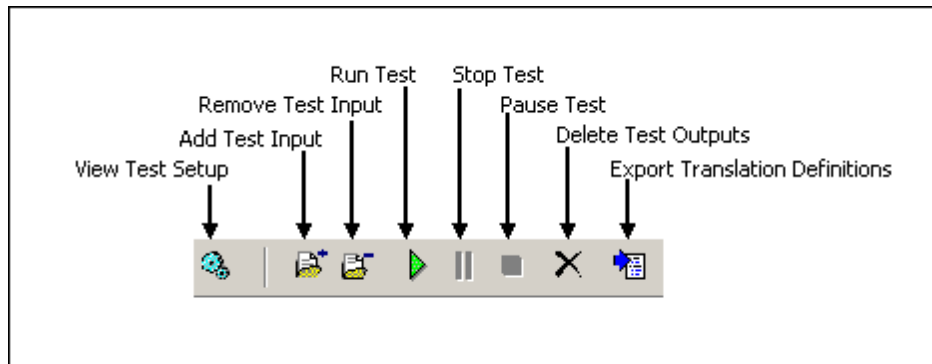 Run Test
Stop Test
Remove Test Input
Pause Test
Add Test Input
Delete Test Outputs
View Test Setup
Export Translation Definitions